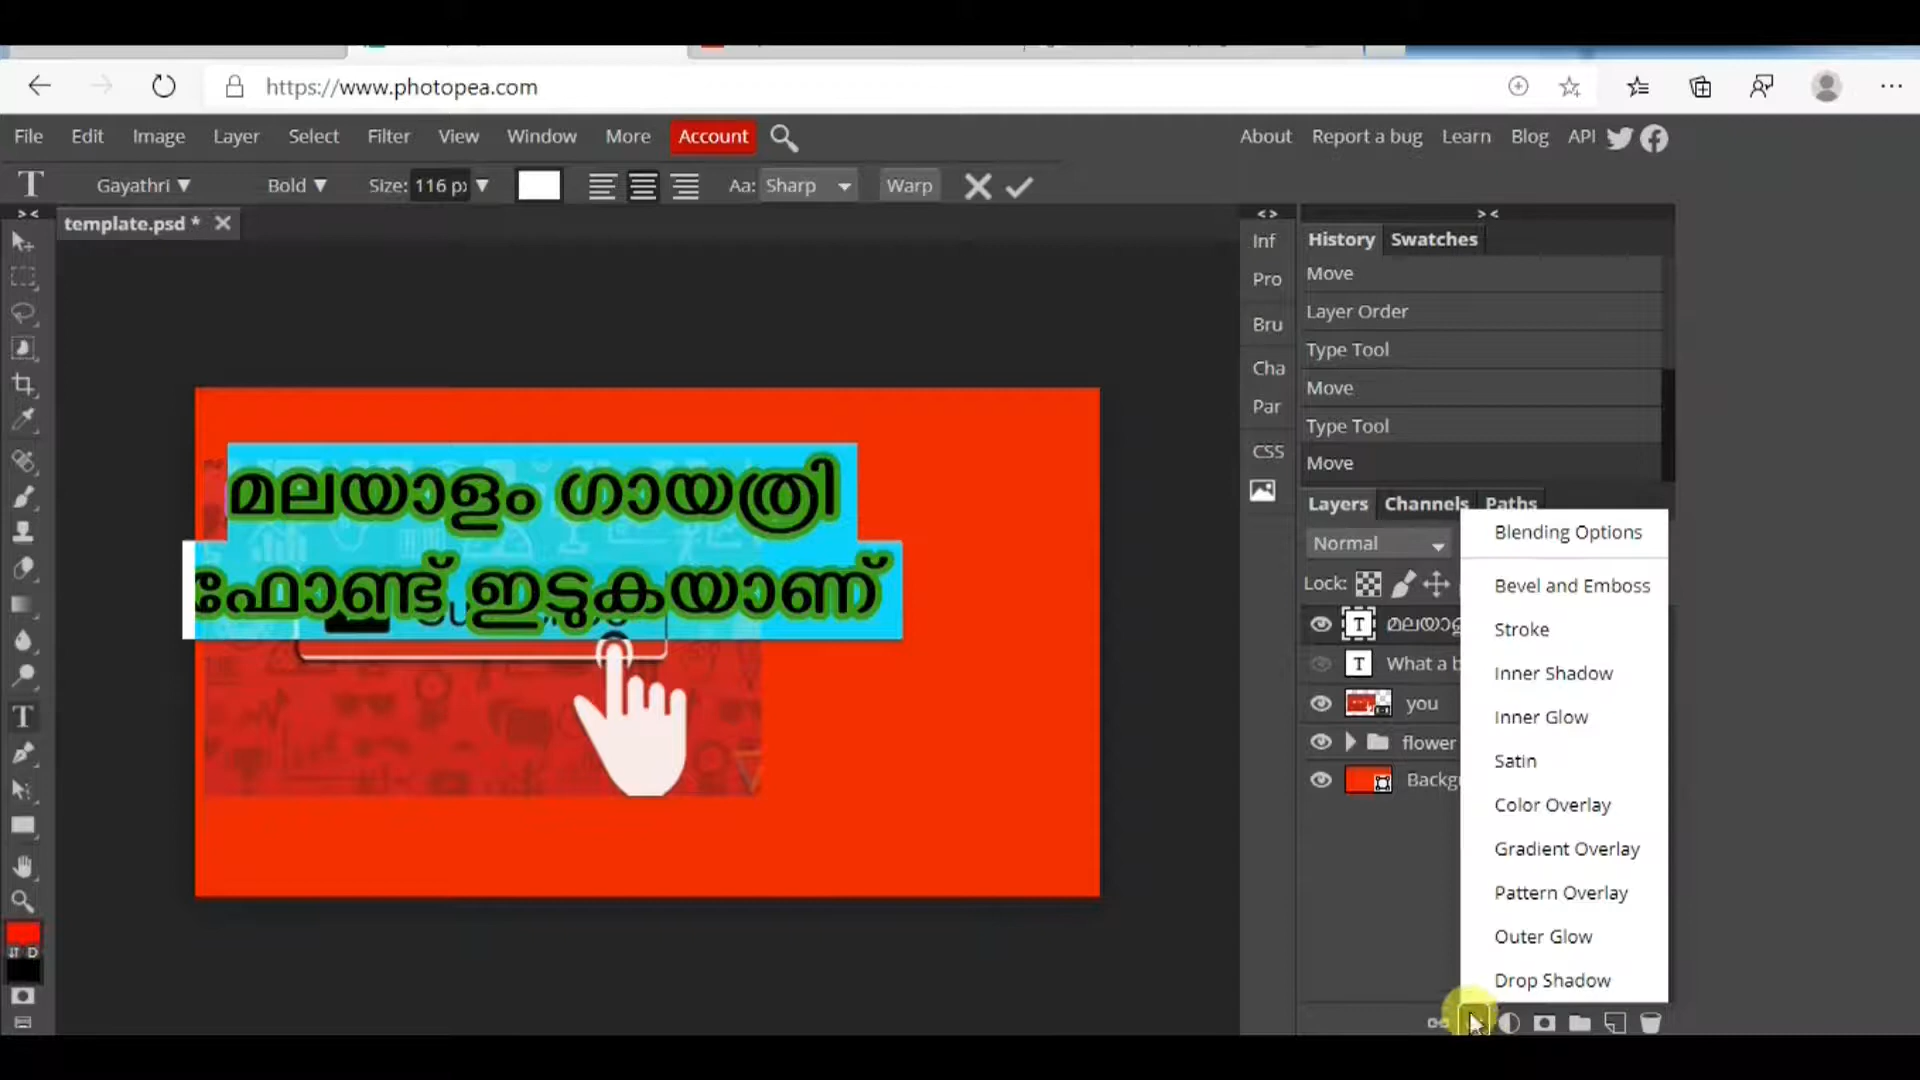 https://www.photopea.com
File Edit Image Layer Select Filter View Window More Account About Report a bug Learn Blog API
T Gayathri Bold Size: 116 px Aa: Sharp Warp
template.psd *
Inf
Pro
Bru
Cha
Par
CSS
History Swatches
Move
Layer Order
Type Tool
Move
Type Tool
Move
Layers Channels Paths
Normal
Lock:
T മലയാള
T What a b
you
flower
Backg
Blending Options
Bevel and Emboss
Stroke
Inner Shadow
Inner Glow
Satin
Color Overlay
Gradient Overlay
Pattern Overlay
Outer Glow
Drop Shadow
മലയാളം ഗായത്രി
ഫോണ്ട് ഇടുകയാണ്
T
D